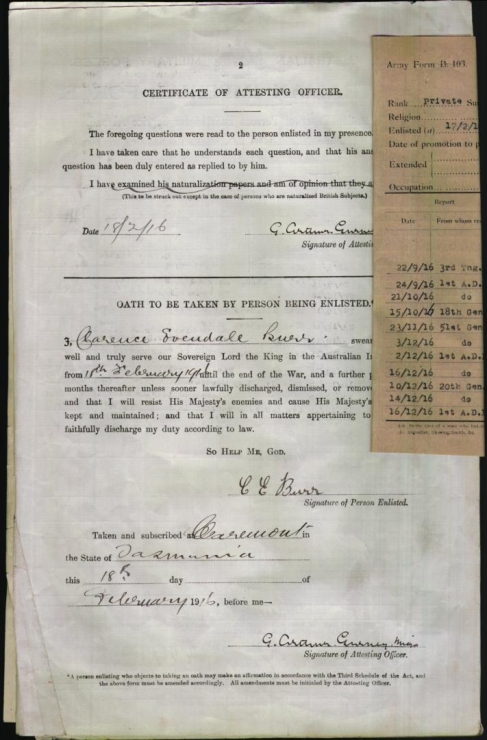 2
CERTIFICATE OF ATTESTING OFFICER.
The foregoing questions were read to the person enlisted in my presence.
I have taken care that he understands each question, and that his ans
question has been duly entered as replied to by him.
I have examined his naturalization papers and am of opinion that they a
(This to be struck out except in the case of persons who are naturalized British Subjects.)
Date 18/2/16
G. Cramer Gurney
Signature of Attesti
OATH TO BE TAKEN BY PERSON BEING ENLISTED.*
I, Clarence Evendale Burr swear
well and truly serve our Sovereign Lord the King in the Australian I
from 18th February 1916 until the end of the War, and a further p
months thereafter unless sooner lawfully discharged, dismissed, or remove
and that I will resist His Majesty's enemies and cause His Majesty's
kept and maintained; and that I will in all matters appertaining to
faithfully discharge my duty according to law.
SO HELP ME, GOD.
C E Burr
Signature of Person Enlisted.
Taken and subscribed at Claremont in
the State of Tasmania
this 18th day of
February 1916, before me—
G. Cramer Gurney Major
Signature of Attesting Officer.
*A person enlisting who objects to taking an oath may make an affirmation in accordance with the Third Schedule of the Act, and
the above form must be amended accordingly. All amendments must be initialed by the Attesting Officer.
Army Form B. 103.
Rank Private Su
Religion
Enlisted (a)
Date of promotion to p
Extended
Occupation
Report
Date From whom re
22/9/16 3rd Tng.
24/9/16 1st A.D.
21/10/16 do
15/10/16 18th Gen
23/11/16 51st Gen
3/12/16 do
2/12/16 1st A.D.
16/12/16 do
10/12/16 20th Gen
14/12/16 do
16/12/16 1st A.D.